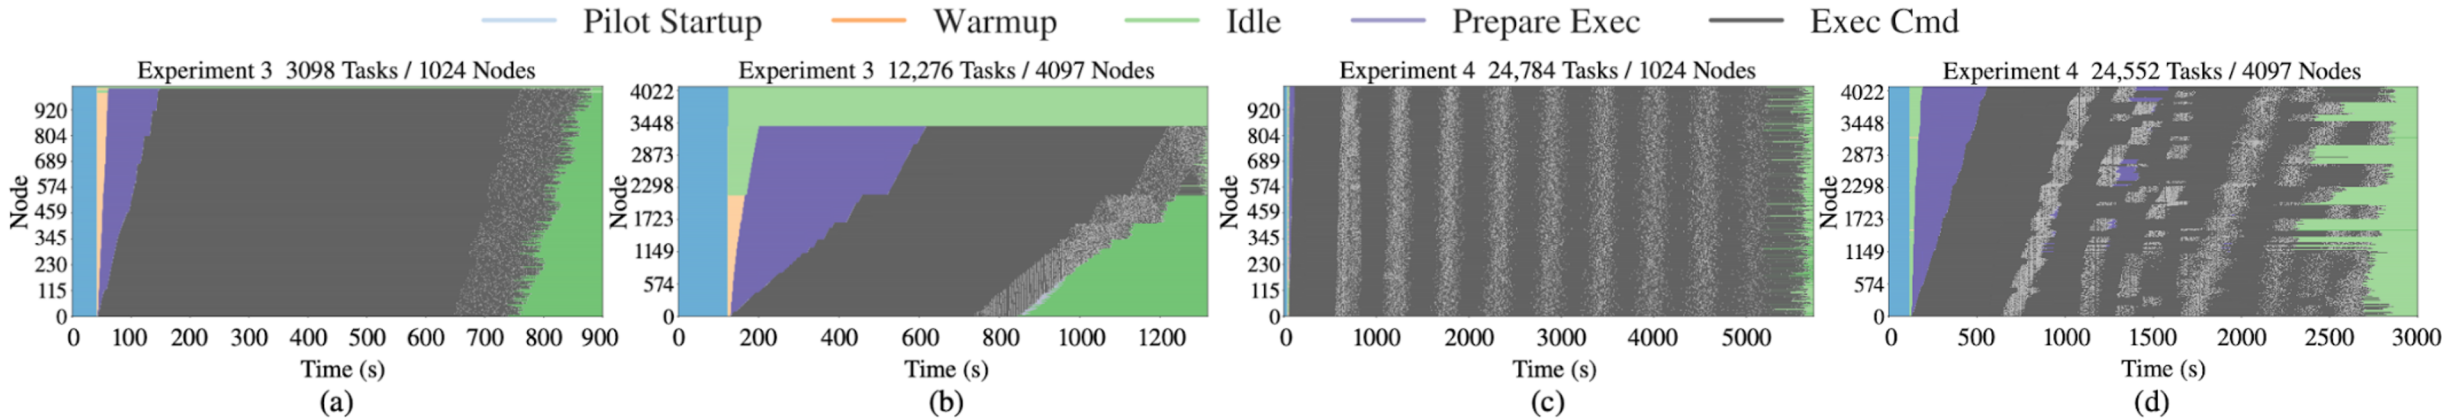 Pilot Startup Warmup Idle Prepare Exec Exec Cmd
Experiment 3 3098 Tasks / 1024 Nodes
Node
920
804
689
574
459
345
230
115
0
0 100 200 300 400 500 600 700 800 900
Time (s)
(a)
Experiment 3 12,276 Tasks / 4097 Nodes
Node
4022
3448
2873
2298
1723
1149
574
0
0 200 400 600 800 1000 1200
Time (s)
(b)
Experiment 4 24,784 Tasks / 1024 Nodes
Node
920
804
689
574
459
345
230
115
0
0 1000 2000 3000 4000 5000
Time (s)
(c)
Experiment 4 24,552 Tasks / 4097 Nodes
Node
4022
3448
2873
2298
1723
1149
574
0
0 500 1000 1500 2000 2500 3000
Time (s)
(d)